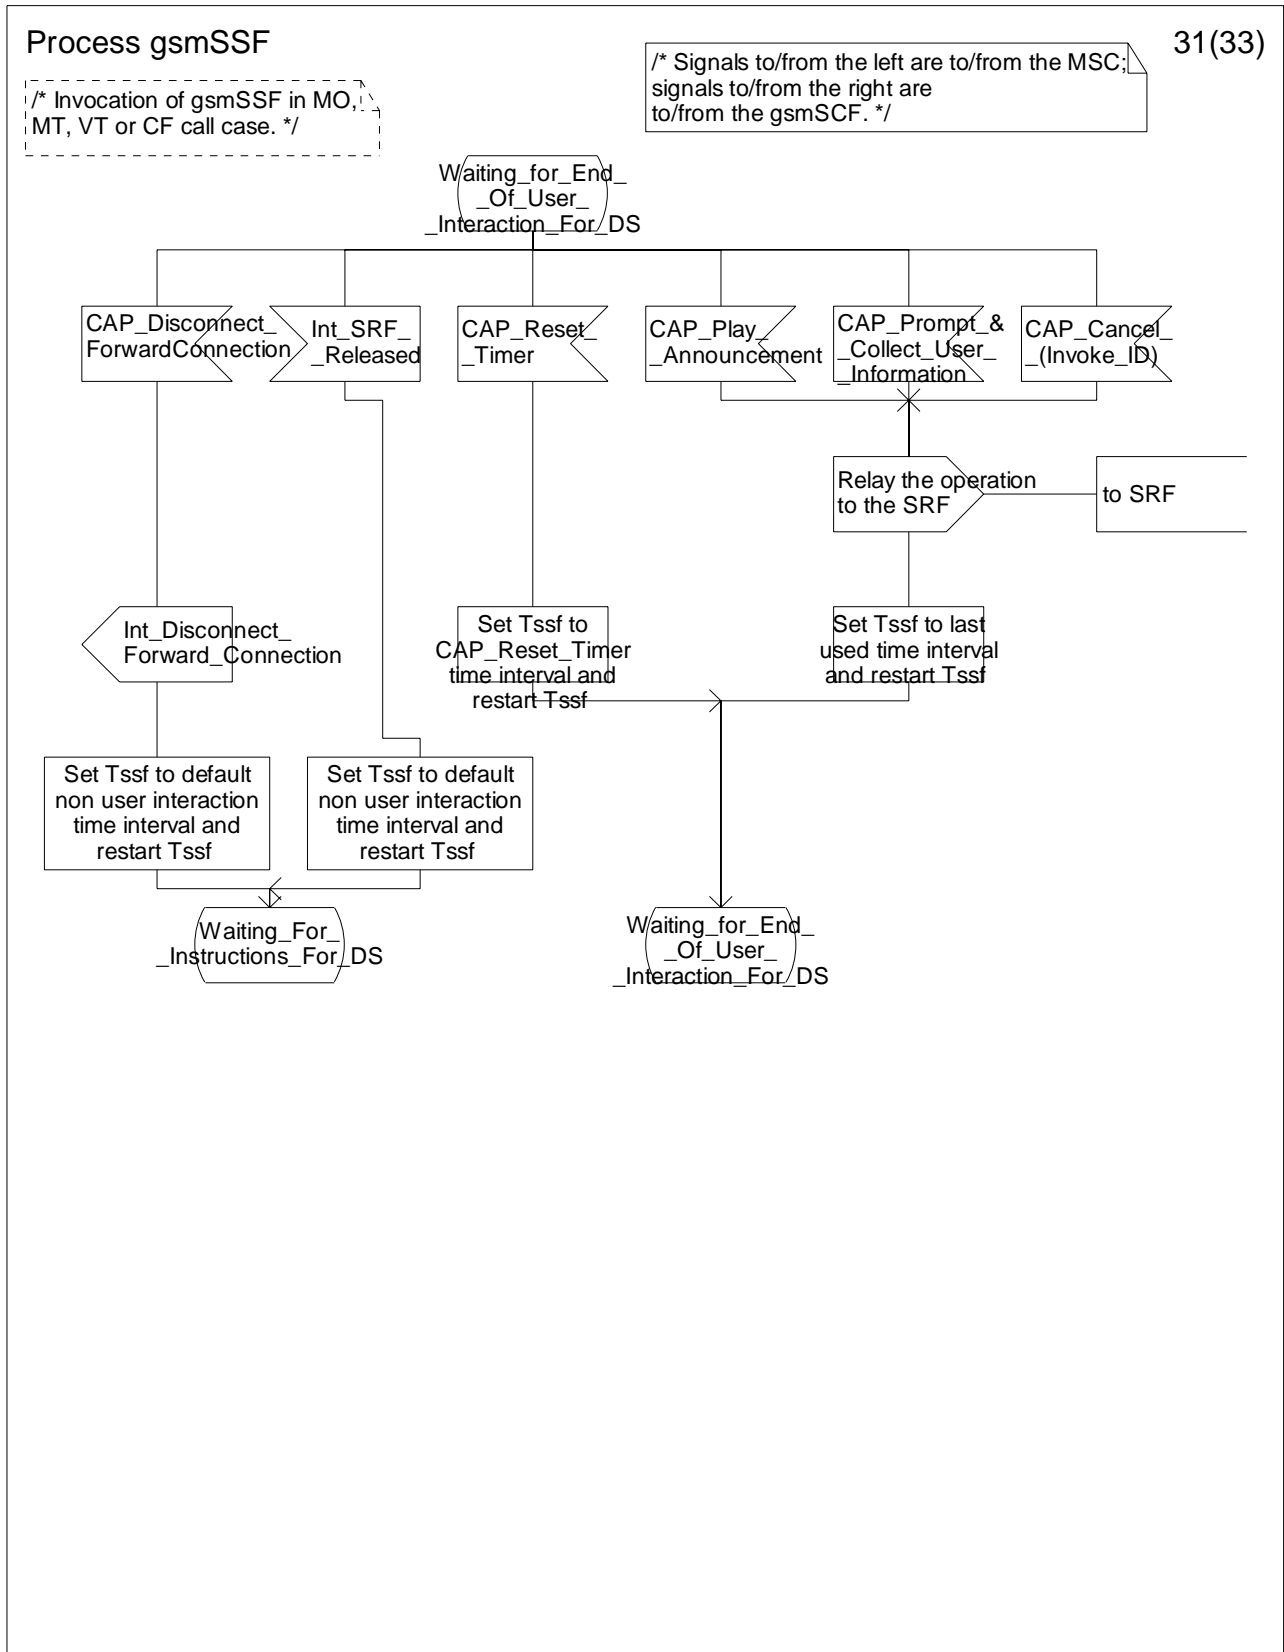 Process gsmSSF
31(33)
/* Invocation of gsmSSF in MO,
MT, VT or CF call case. */
/* Signals to/from the left are to/from the MSC;
signals to/from the right are
to/from the gsmSCF. */
Waiting_for_End_
_Of_User_
_Interaction_For_DS
CAP_Disconnect_
ForwardConnection
Int_SRF_
_Released
CAP_Reset_
_Timer
CAP_Play_
_Announcement
CAP_Prompt_&
_Collect_User_
_Information
CAP_Cancel_
_(Invoke_ID)
Relay the operation
to the SRF
to SRF
Int_Disconnect_
Forward_Connection
Set Tssf to
CAP_Reset_Timer
time interval and
restart Tssf
Set Tssf to last
used time interval
and restart Tssf
Set Tssf to default
non user interaction
time interval and
restart Tssf
Set Tssf to default
non user interaction
time interval and
restart Tssf
Waiting_For_
_Instructions_For_DS
Waiting_for_End_
_Of_User_
_Interaction_For_DS